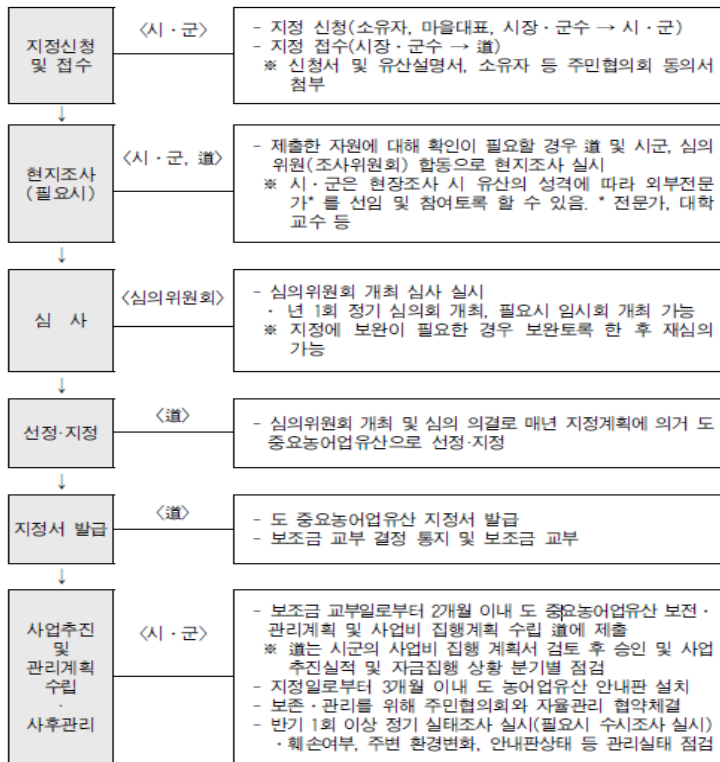 지정신청
및 접수
〈시 · 군〉
- 지정 신청(소유자, 마을대표, 시장 · 군수 → 시 · 군)
- 지정 접수(시장 · 군수 → 道)
※ 신청서 및 유산설명서, 소유자 등 주민협의회 동의서
첨부
↓
현지조사
(필요시)
〈시 · 군, 道〉
- 제출한 자원에 대해 확인이 필요할 경우 道 및 시군, 심의
위원(조사위원회) 합동으로 현지조사 실시
※ 시 · 군은 현장조사 시 유산의 성격에 따라 외부전문
가* 를 선임 및 참여토록 할 수 있음. * 전문가, 대학
교수 등
↓
심 사
〈심의위원회〉
- 심의위원회 개최 심사 실시
· 년 1회 정기 심의회 개최, 필요시 임시회 개최 가능
※ 지정에 보완이 필요한 경우 보완토록 한 후 재심의
가능
↓
선정·지정
〈道〉
- 심의위원회 개최 및 심의 의결로 매년 지정계획에 의거 도
중요농어업유산으로 선정·지정
↓
지정서 발급
〈道〉
- 도 중요농어업유산 지정서 발급
- 보조금 교부 결정 통지 및 보조금 교부
↓
사업추진
및
관리계획
수립
·
사후관리
〈시 · 군〉
- 보조금 교부일로부터 2개월 이내 도 중요농어업유산 보전 ·
관리계획 및 사업비 집행계획 수립 道에 제출
※ 道는 시군의 사업비 집행 계획서 검토 후 승인 및 사업
추진실적 및 자금집행 상황 분기별 점검
- 지정일로부터 3개월 이내 도 농어업유산 안내판 설치
- 보존 · 관리를 위해 주민협의회와 자율관리 협약체결
- 반기 1회 이상 정기 실태조사 실시(필요시 수시조사 실시)
· 훼손여부, 주변 환경변화, 안내판상태 등 관리실태 점검